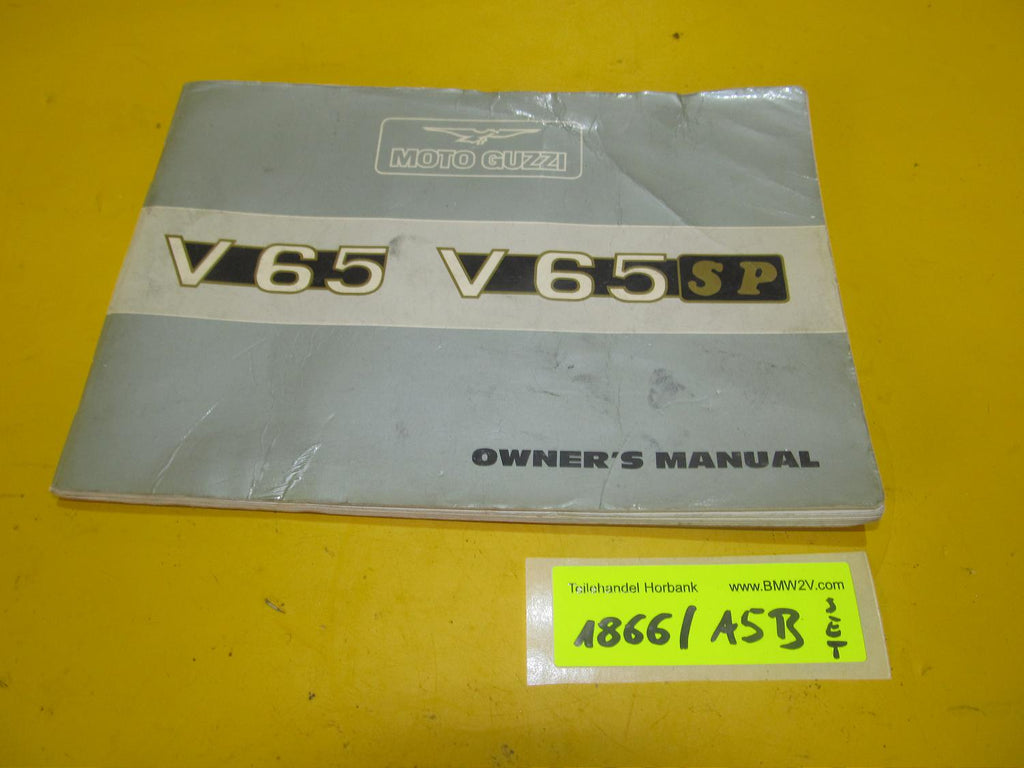 MOTO GUZZI
V65 V65 SP
OWNER'S MANUAL
Teilehandel Horbank www.BMW2V.com
1866/A5B SET